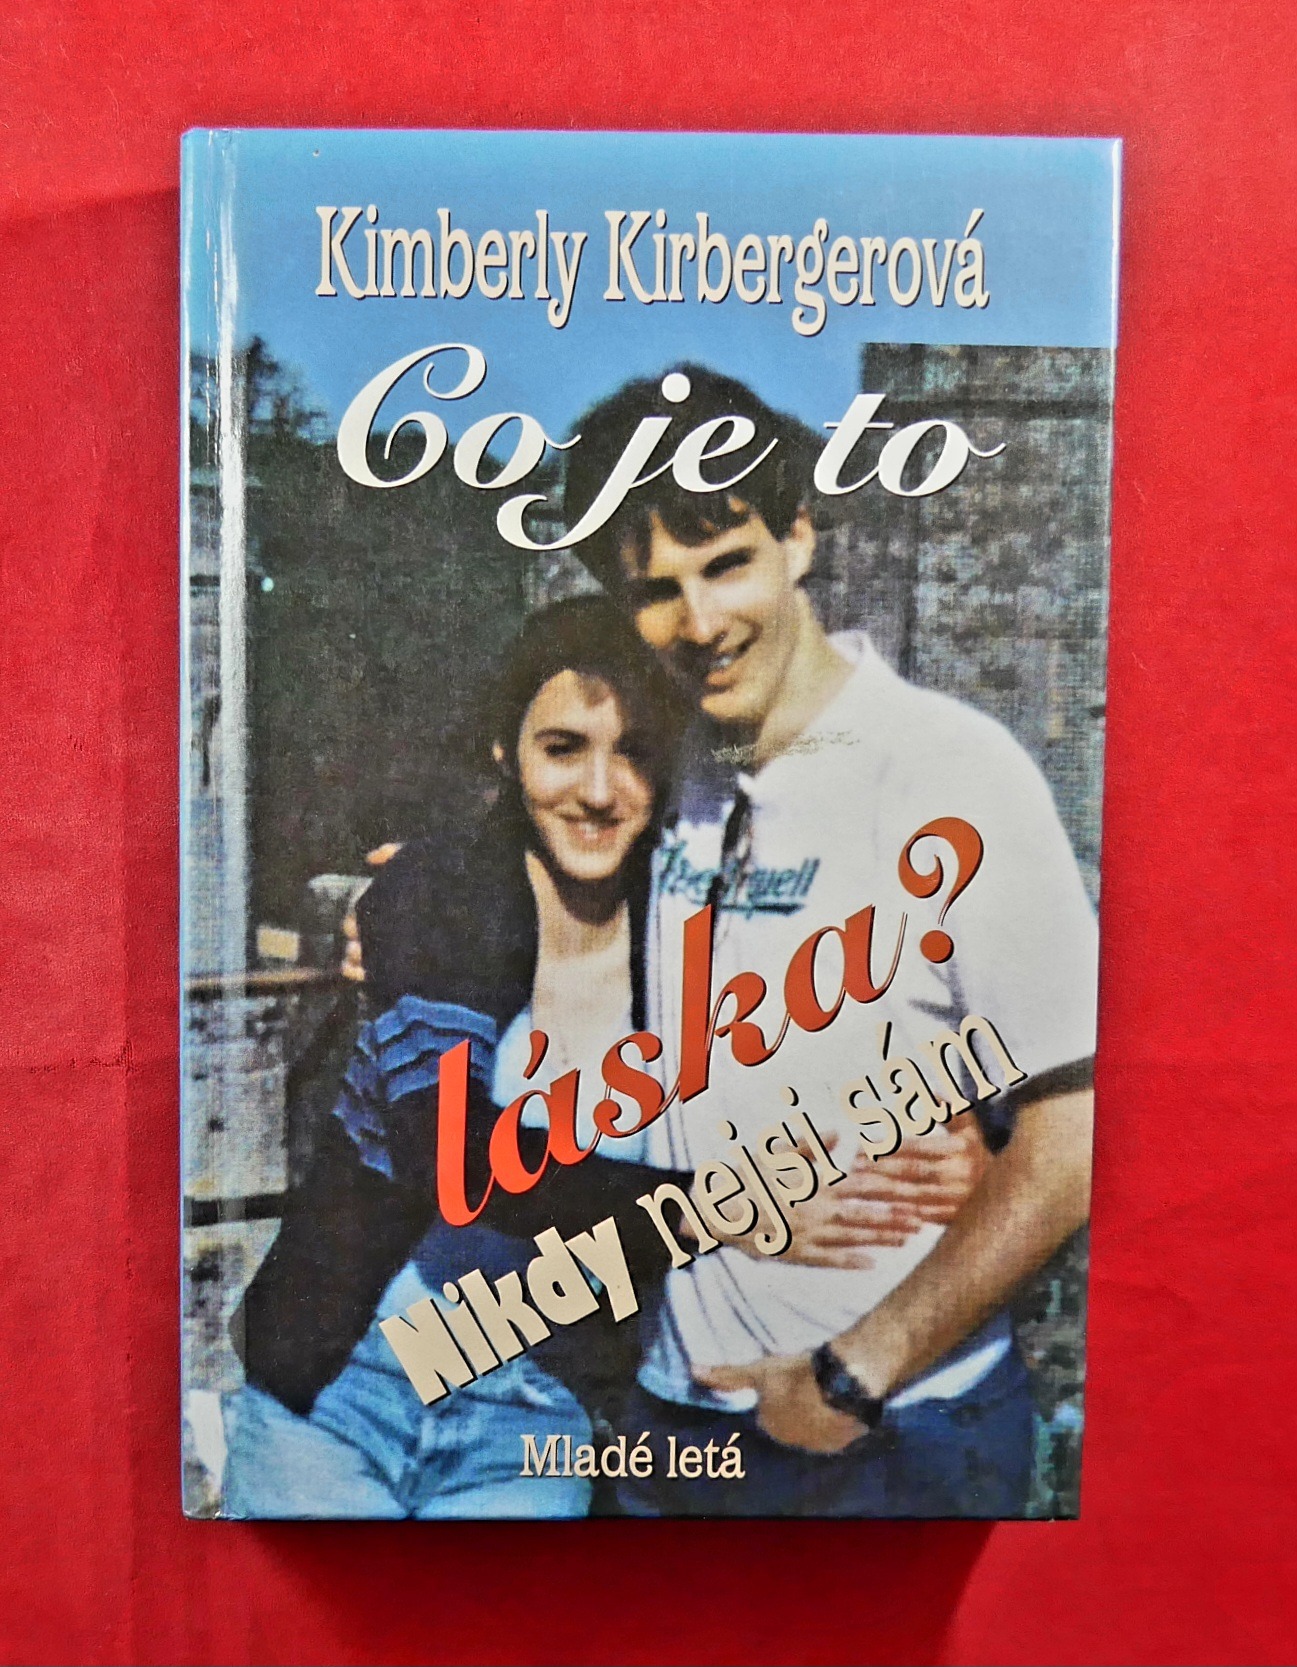 Kimberly Kirbergerová
Co je to
láska?
Nikdy nejsi sám
Mladé letá